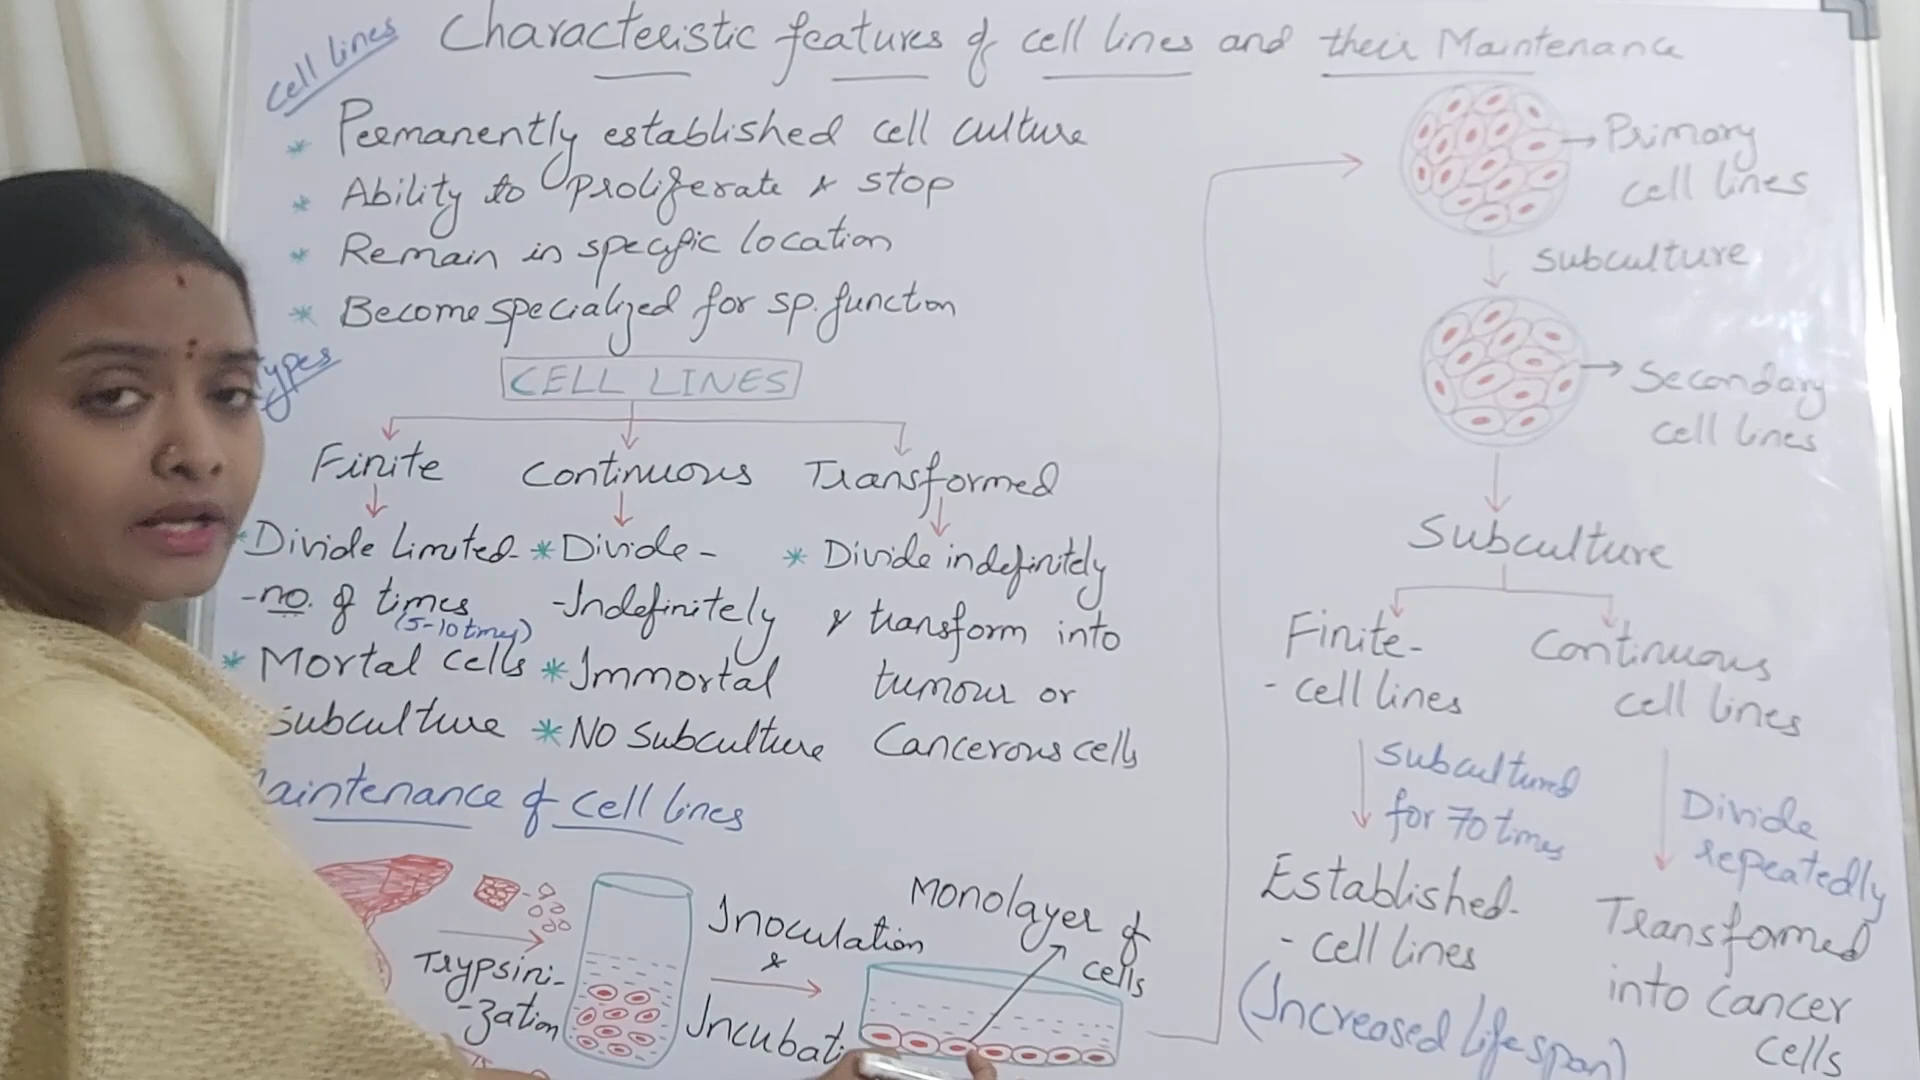 Cell lines
Characteristic features of cell lines and their Maintenance
* Permanently established cell culture
* Ability to proliferate & stop
* Remain in specific location
* Become specialized for sp. function
ypes
CELL LINES
Finite
Continuous
Transformed
* Divide limited-
-no. of times
(5-10 times)
* Mortal cells
Subculture
* Divide -
-Indefinitely
* Immortal
* NO Subculture
* Divide indefinitely
& transform into
tumour or
Cancerous cells
aintenance of cell lines
Trypsini-
-zation
Inoculation
&
Incubati
Monolayer of
cells
Primary
cell lines
subculture
Secondary
cell lines
Subculture
Finite-
- cell lines
Continuous
cell lines
Subcultured
for 70 times
Divide
repeatedly
Established-
- cell lines
(Increased life span)
Transformed
into cancer
cells